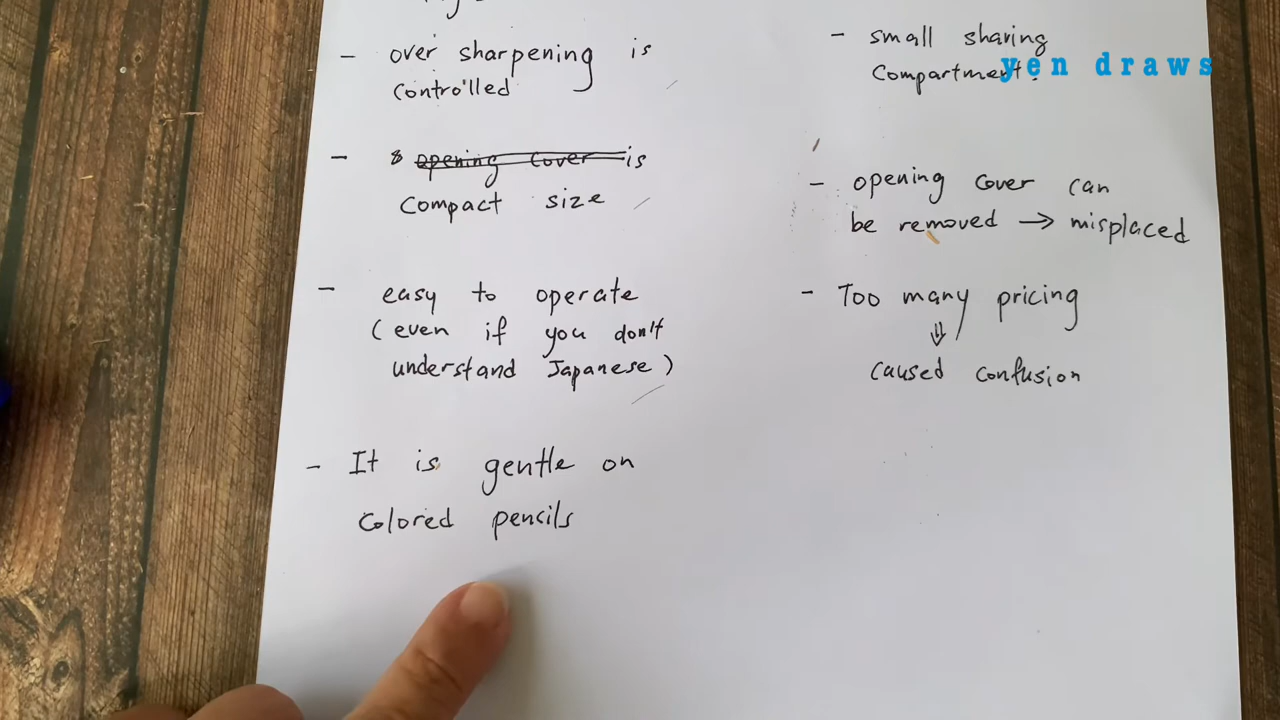 - over sharpening is
controlled
- opening cover is
compact size
- easy to operate
(even if you don't
understand Japanese)
- It is gentle on
colored pencils
- small sharing
compartment.
yen draws
- opening cover can
be removed → misplaced
- Too many pricing
⇓
caused confusion